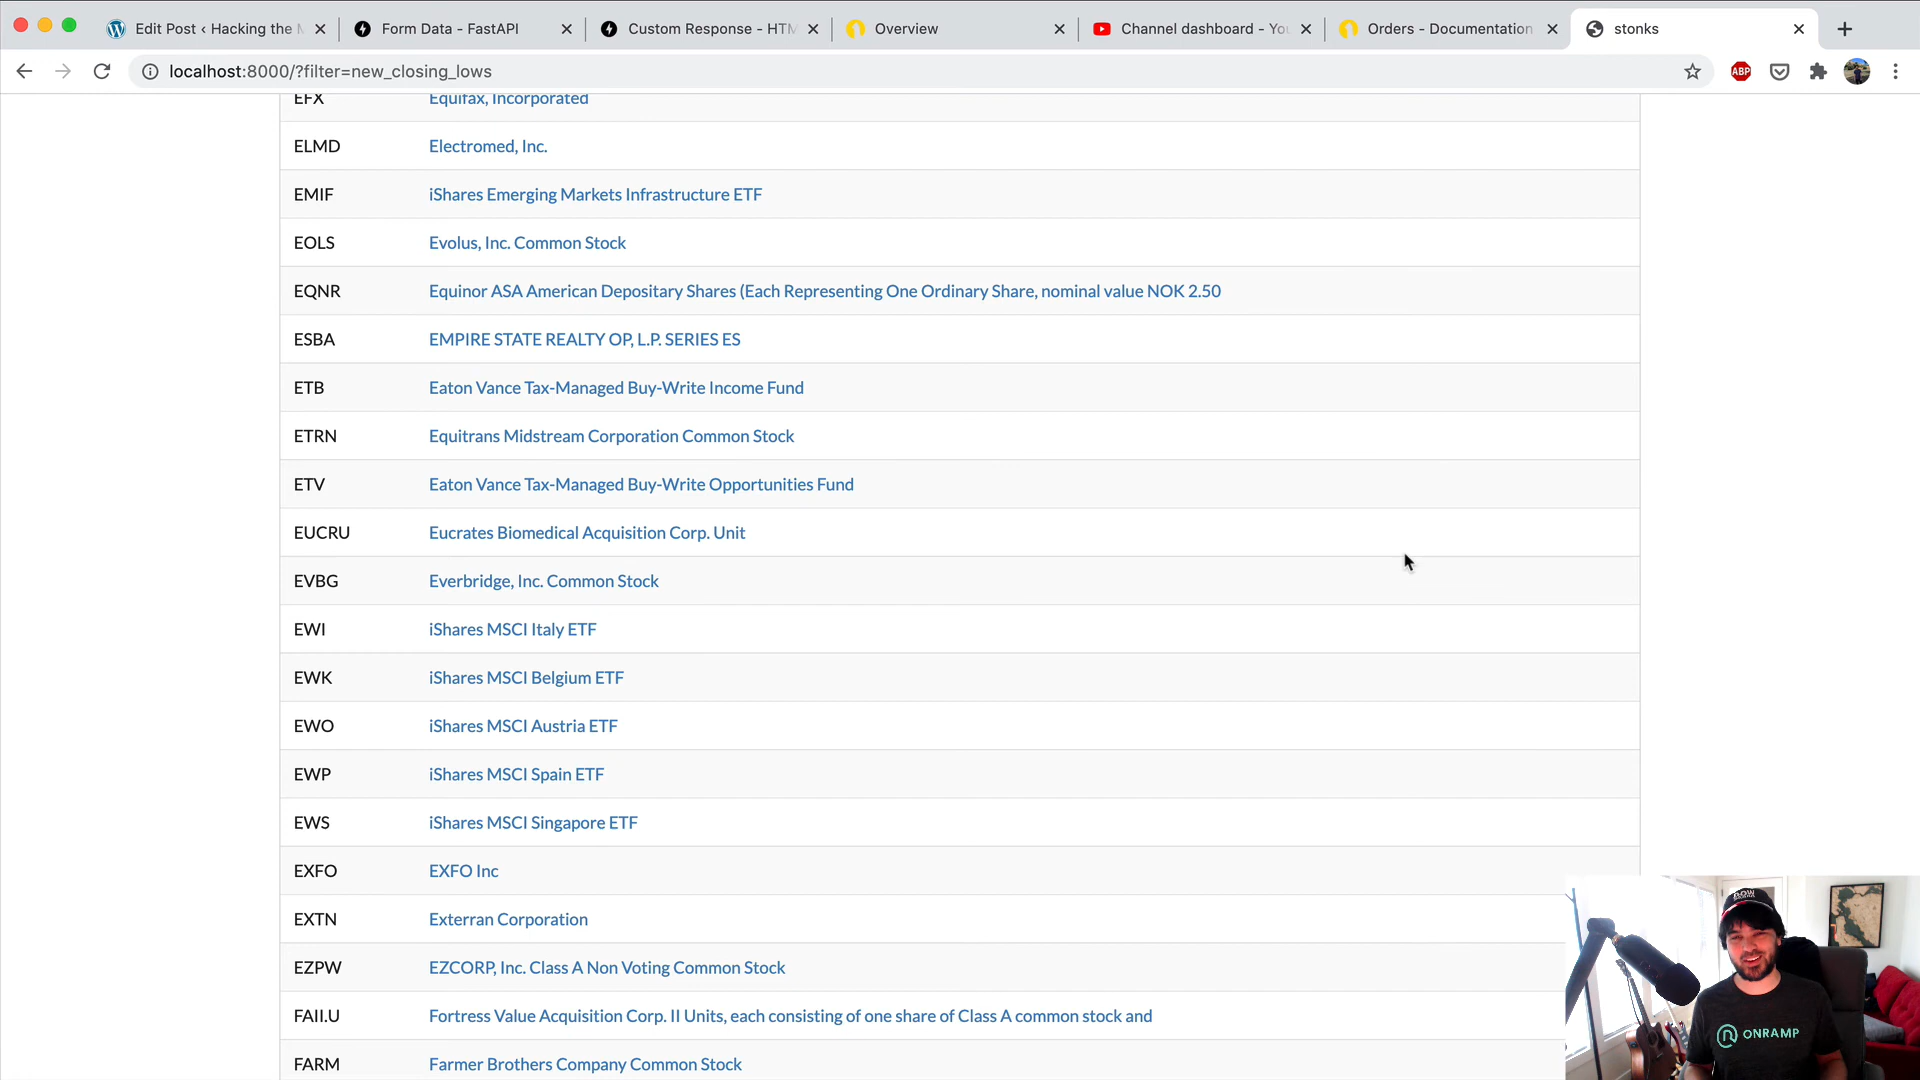 Edit Post ‹ Hacking the M
Form Data - FastAPI
Custom Response - HTM
Overview
Channel dashboard - You
Orders - Documentation
stonks
localhost:8000/?filter=new_closing_lows
ABP
EFX Equifax, Incorporated
ELMD Electromed, Inc.
EMIF iShares Emerging Markets Infrastructure ETF
EOLS Evolus, Inc. Common Stock
EQNR Equinor ASA American Depositary Shares (Each Representing One Ordinary Share, nominal value NOK 2.50
ESBA EMPIRE STATE REALTY OP, L.P. SERIES ES
ETB Eaton Vance Tax-Managed Buy-Write Income Fund
ETRN Equitrans Midstream Corporation Common Stock
ETV Eaton Vance Tax-Managed Buy-Write Opportunities Fund
EUCRU Eucrates Biomedical Acquisition Corp. Unit
EVBG Everbridge, Inc. Common Stock
EWI iShares MSCI Italy ETF
EWK iShares MSCI Belgium ETF
EWO iShares MSCI Austria ETF
EWP iShares MSCI Spain ETF
EWS iShares MSCI Singapore ETF
EXFO EXFO Inc
EXTN Exterran Corporation
EZPW EZCORP, Inc. Class A Non Voting Common Stock
FAII.U Fortress Value Acquisition Corp. II Units, each consisting of one share of Class A common stock and
FARM Farmer Brothers Company Common Stock
ONRAMP